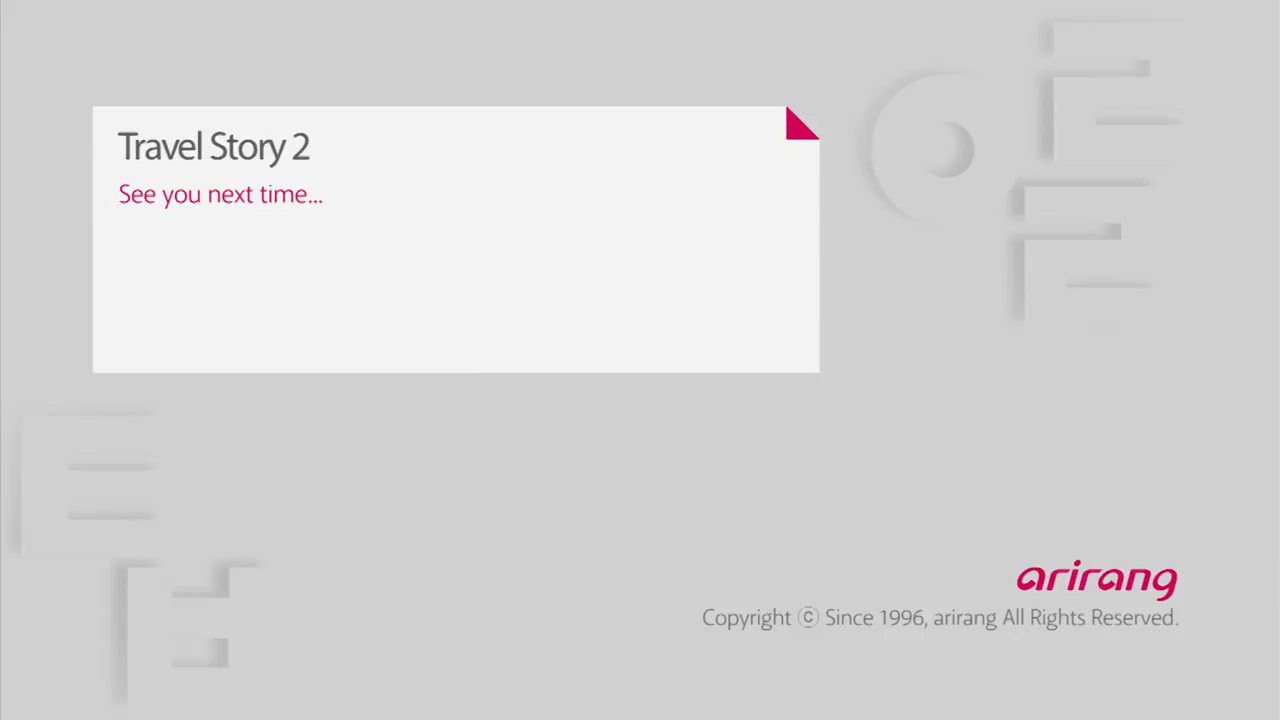 Travel Story 2
See you next time...
arirang
Copyright ⓒ Since 1996, arirang All Rights Reserved.